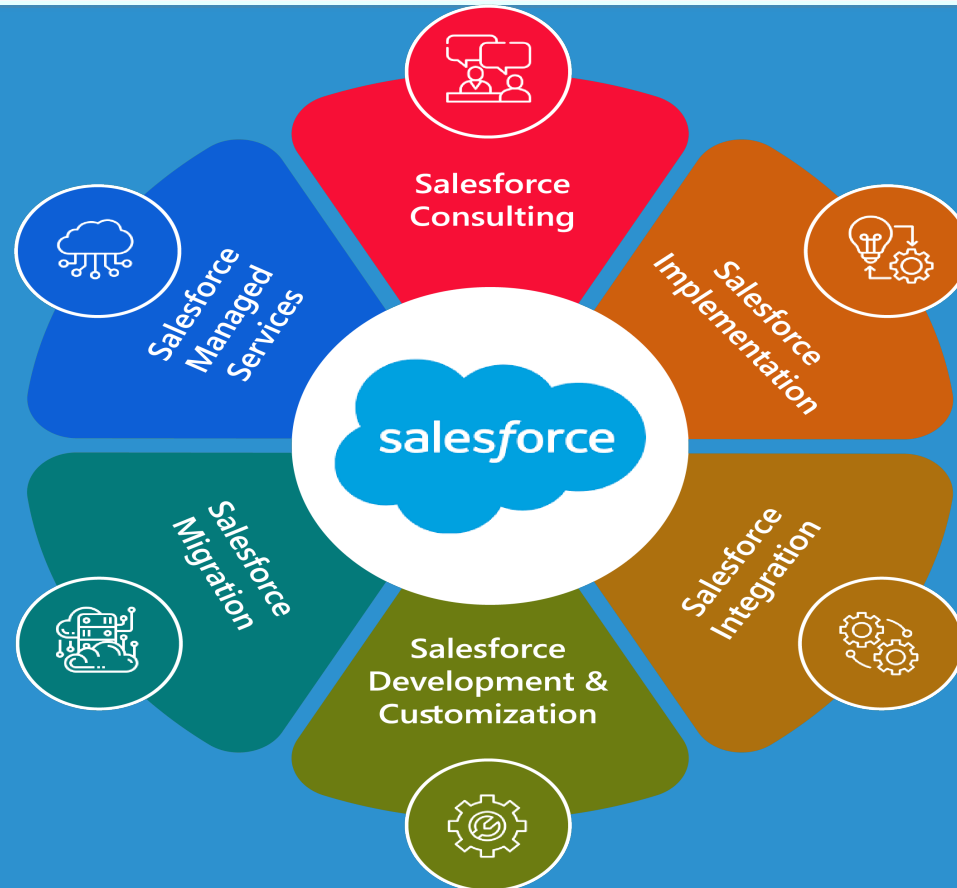 Salesforce
Consulting
Salesforce
Implementation
Salesforce
Integration
Salesforce
Development &
Customization
Salesforce
Migration
Salesforce
Managed
Services
salesforce